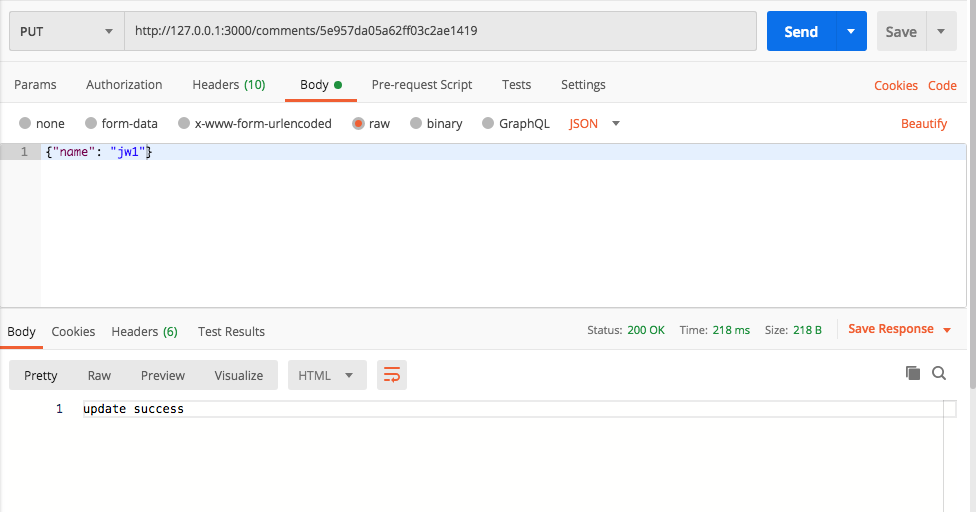 PUT http://127.0.0.1:3000/comments/5e957da05a62ff03c2ae1419 Send Save
Params Authorization Headers (10) Body Pre-request Script Tests Settings Cookies Code
none form-data x-www-form-urlencoded raw binary GraphQL JSON Beautify
1 {"name": "jw1"}
Body Cookies Headers (6) Test Results Status: 200 OK Time: 218 ms Size: 218 B Save Response
Pretty Raw Preview Visualize HTML
1 update success